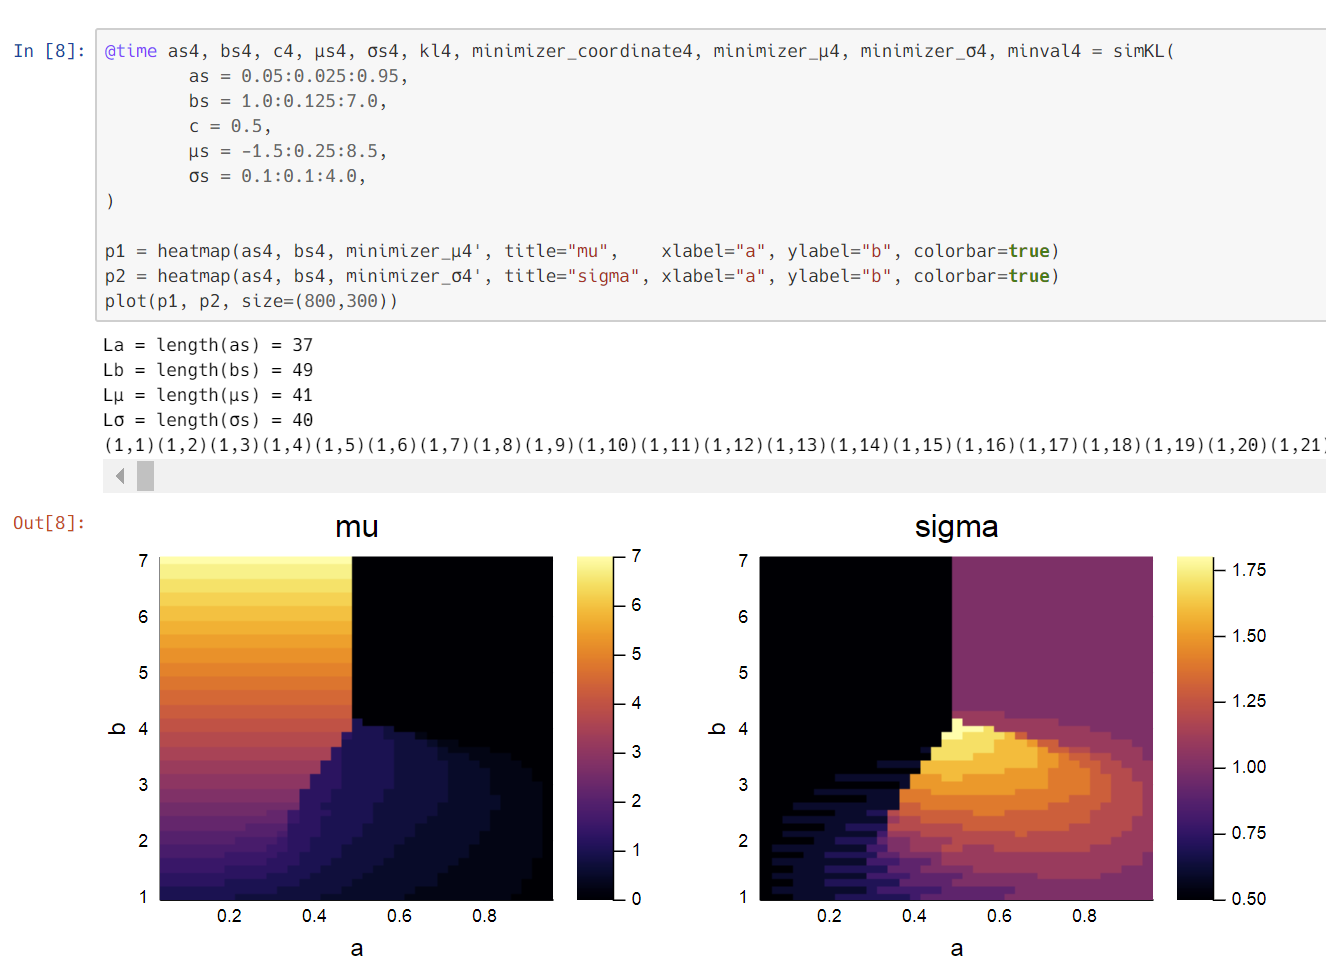 In [8]: @time as4, bs4, c4, μs4, σs4, kl4, minimizer_coordinate4, minimizer_μ4, minimizer_σ4, minval4 = simKL(
as = 0.05:0.025:0.95,
bs = 1.0:0.125:7.0,
c = 0.5,
μs = -1.5:0.25:8.5,
σs = 0.1:0.1:4.0,
)
p1 = heatmap(as4, bs4, minimizer_μ4', title="mu",    xlabel="a", ylabel="b", colorbar=true)
p2 = heatmap(as4, bs4, minimizer_σ4', title="sigma", xlabel="a", ylabel="b", colorbar=true)
plot(p1, p2, size=(800,300))
La = length(as) = 37
Lb = length(bs) = 49
Lμ = length(μs) = 41
Lσ = length(σs) = 40
(1,1)(1,2)(1,3)(1,4)(1,5)(1,6)(1,7)(1,8)(1,9)(1,10)(1,11)(1,12)(1,13)(1,14)(1,15)(1,16)(1,17)(1,18)(1,19)(1,20)(1,21)
Out[8]:
mu
7
6
5
4
3
2
1
b
0.2 0.4 0.6 0.8
a
7
6
5
4
3
2
1
0
sigma
7
6
5
4
3
2
1
b
0.2 0.4 0.6 0.8
a
1.75
1.50
1.25
1.00
0.75
0.50